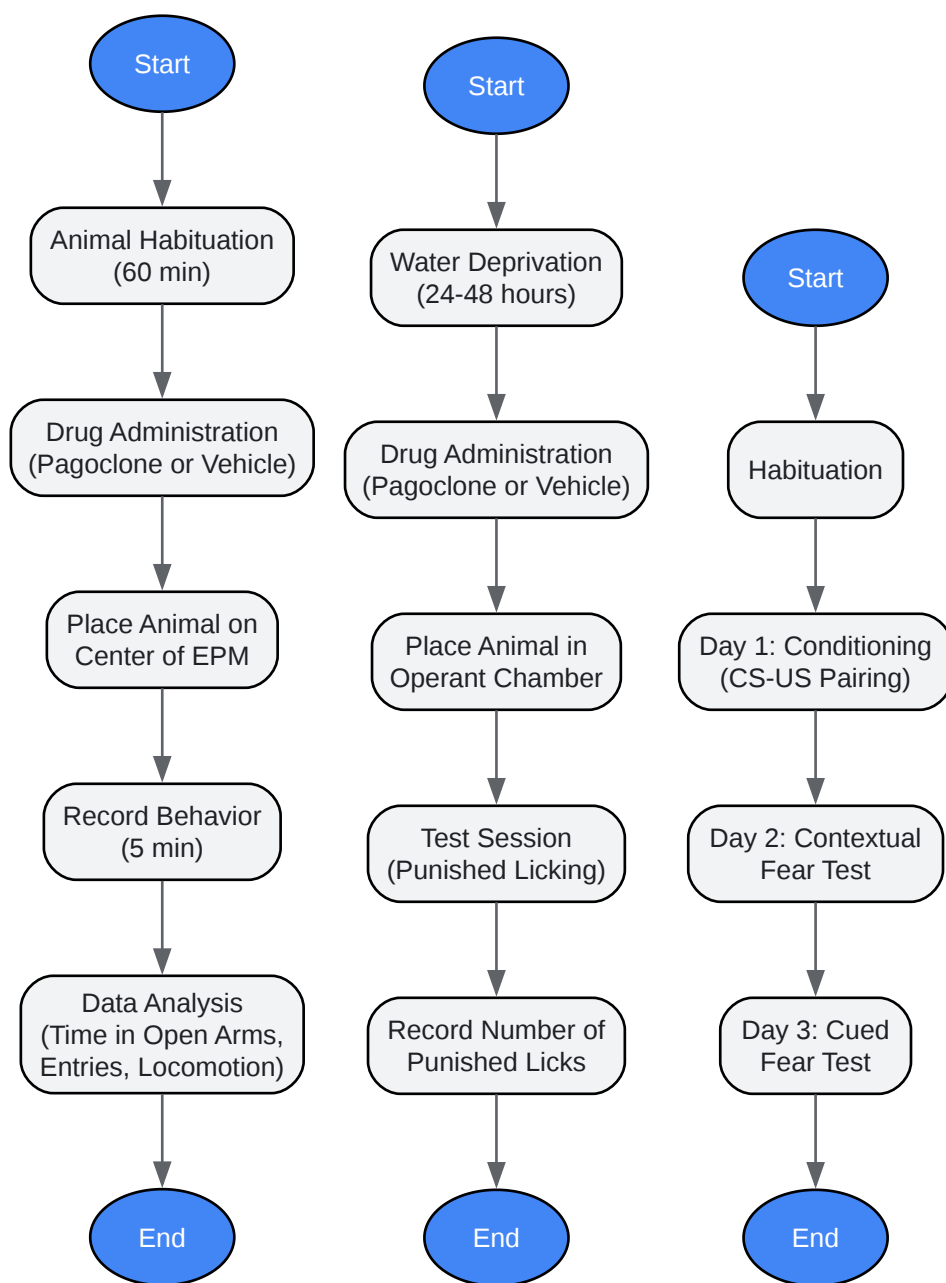 Start
Animal Habituation
(60 min)
Drug Administration
(Pagoclone or Vehicle)
Place Animal on
Center of EPM
Record Behavior
(5 min)
Data Analysis
(Time in Open Arms,
Entries, Locomotion)
End
Start
Water Deprivation
(24-48 hours)
Drug Administration
(Pagoclone or Vehicle)
Place Animal in
Operant Chamber
Test Session
(Punished Licking)
Record Number of
Punished Licks
End
Start
Habituation
Day 1: Conditioning
(CS-US Pairing)
Day 2: Contextual
Fear Test
Day 3: Cued
Fear Test
End